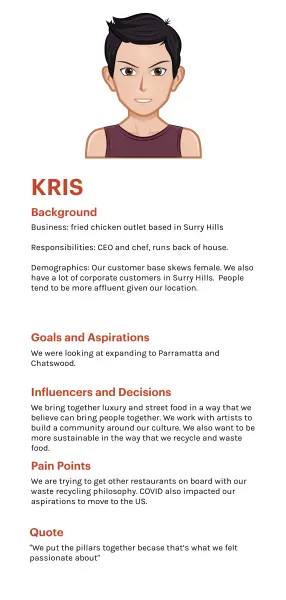 KRIS
Background
Business: fried chicken outlet based in Surry Hills
Responsibilities: CEO and chef, runs back of house.
Demographics: Our customer base skews female. We also
have a lot of corporate customers in Surry Hills.  People
tend to be more affluent given our location.
Goals and Aspirations
We were looking at expanding to Parramatta and
Chatswood.
Influencers and Decisions
We bring together luxury and street food in a way that we
believe can bring people together. We work with artists to
build a community around our culture. We also want to be
more sustainable in the way that we recycle and waste
food.
Pain Points
We are trying to get other restaurants on board with our
waste recycling philosophy. COVID also impacted our
aspirations to move to the US.
Quote
"We put the pillars together becase that's what we felt
passionate about"